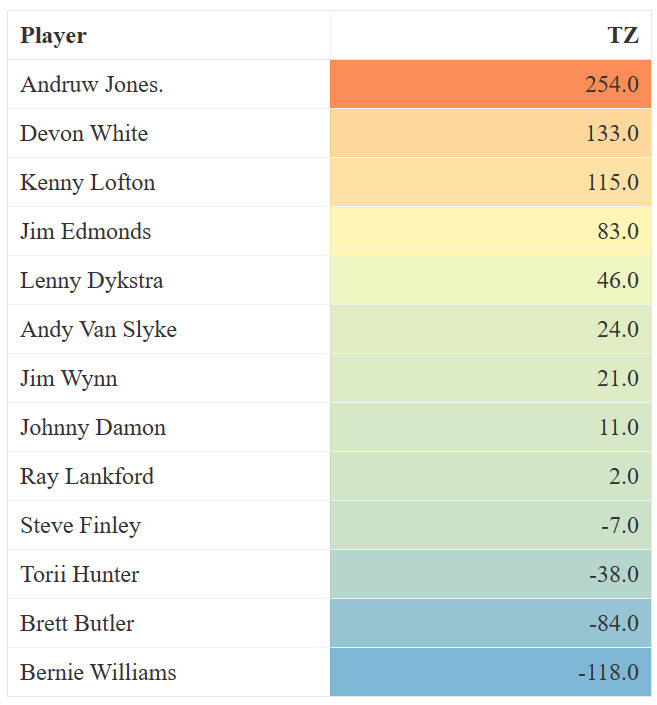 Player TZ
Andruw Jones. 254.0
Devon White 133.0
Kenny Lofton 115.0
Jim Edmonds 83.0
Lenny Dykstra 46.0
Andy Van Slyke 24.0
Jim Wynn 21.0
Johnny Damon 11.0
Ray Lankford 2.0
Steve Finley -7.0
Torii Hunter -38.0
Brett Butler -84.0
Bernie Williams -118.0